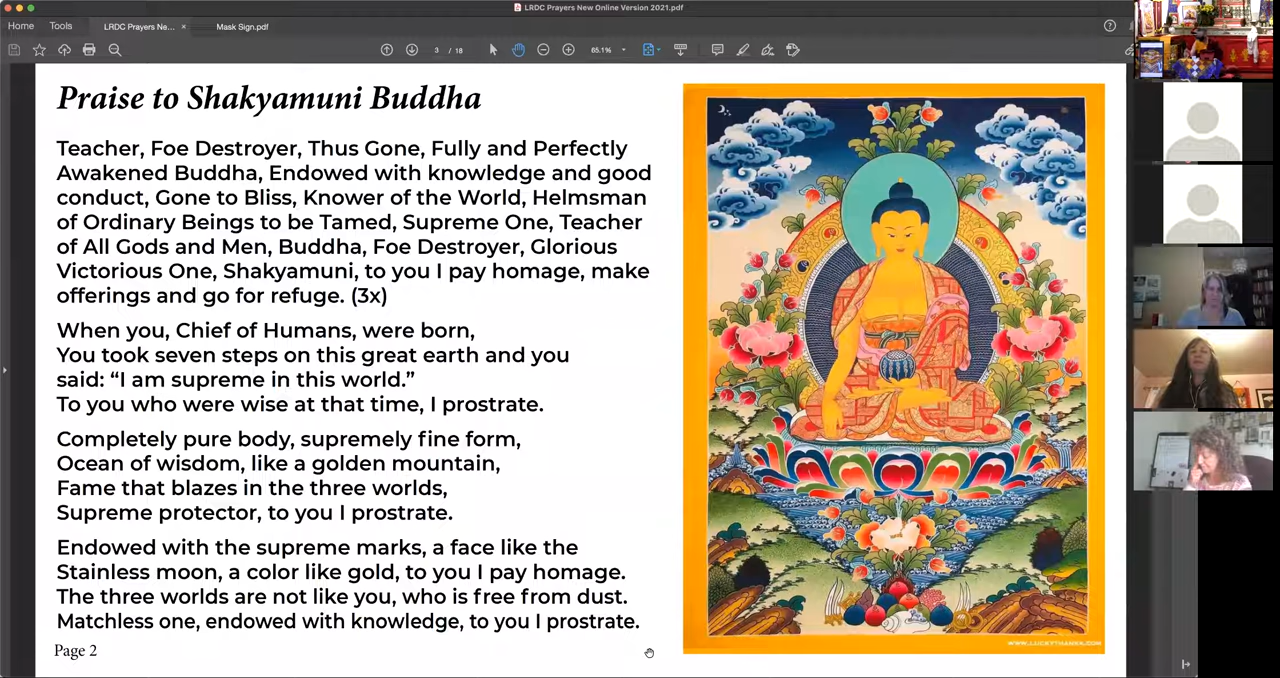 LRDC Prayers New Online Version 2021.pdf
Home Tools LRDC Prayers Ne... × Mask Sign.pdf
3 / 18 65.1%
Praise to Shakyamuni Buddha
Teacher, Foe Destroyer, Thus Gone, Fully and Perfectly
Awakened Buddha, Endowed with knowledge and good
conduct, Gone to Bliss, Knower of the World, Helmsman
of Ordinary Beings to be Tamed, Supreme One, Teacher
of All Gods and Men, Buddha, Foe Destroyer, Glorious
Victorious One, Shakyamuni, to you I pay homage, make
offerings and go for refuge. (3x)
When you, Chief of Humans, were born,
You took seven steps on this great earth and you
said: “I am supreme in this world.”
To you who were wise at that time, I prostrate.
Completely pure body, supremely fine form,
Ocean of wisdom, like a golden mountain,
Fame that blazes in the three worlds,
Supreme protector, to you I prostrate.
Endowed with the supreme marks, a face like the
Stainless moon, a color like gold, to you I pay homage.
The three worlds are not like you, who is free from dust.
Matchless one, endowed with knowledge, to you I prostrate.
Page 2
WWW.LUCKYTHANKA.COM